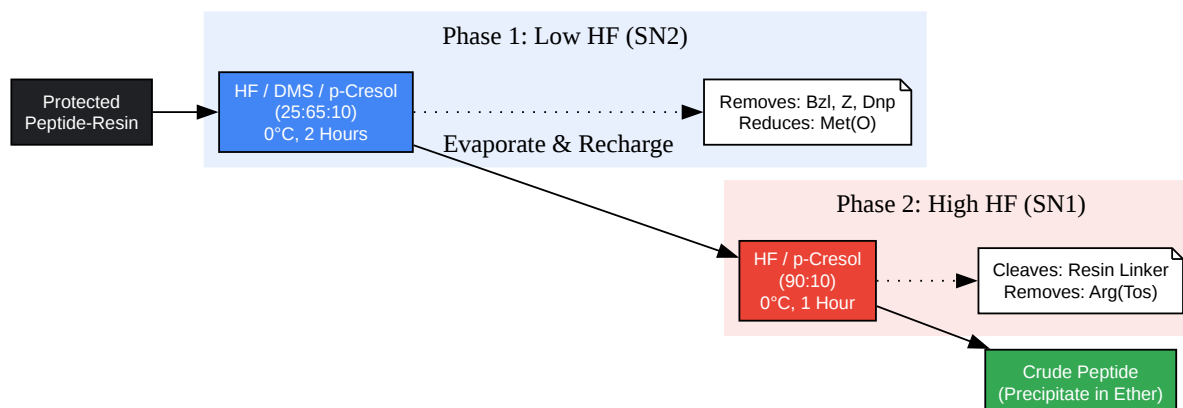 Phase 1: Low HF (SN2)
Protected
Peptide-Resin
HF / DMS / p-Cresol
(25:65:10)
0°C, 2 Hours
Removes: Bzl, Z, Dnp
Reduces: Met(O)
Evaporate & Recharge
Phase 2: High HF (SN1)
HF / p-Cresol
(90:10)
0°C, 1 Hour
Cleaves: Resin Linker
Removes: Arg(Tos)
Crude Peptide
(Precipitate in Ether)